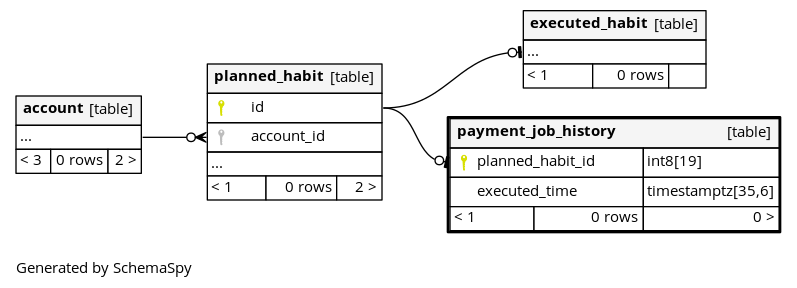 executed_habit [table]
...
< 1 0 rows
planned_habit [table]
id
account_id
...
< 1 0 rows 2 >
account [table]
...
< 3 0 rows 2 >
payment_job_history [table]
planned_habit_id int8[19]
executed_time timestamptz[35,6]
< 1 0 rows 0 >
Generated by SchemaSpy